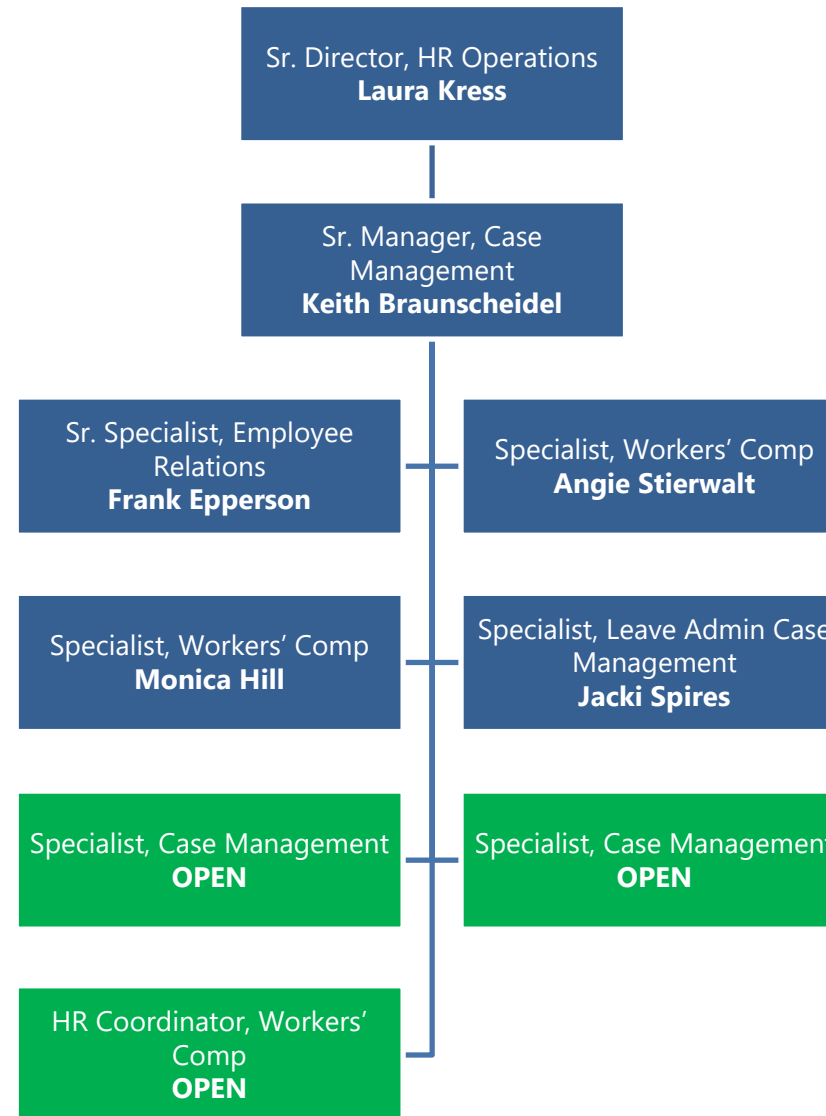 Sr. Director, HR Operations
Laura Kress
Sr. Manager, Case
Management
Keith Braunscheidel
Sr. Specialist, Employee
Relations
Frank Epperson
Specialist, Workers’ Comp
Angie Stierwalt
Specialist, Workers’ Comp
Monica Hill
Specialist, Leave Admin Case
Management
Jacki Spires
Specialist, Case Management
OPEN
Specialist, Case Management
OPEN
HR Coordinator, Workers’
Comp
OPEN